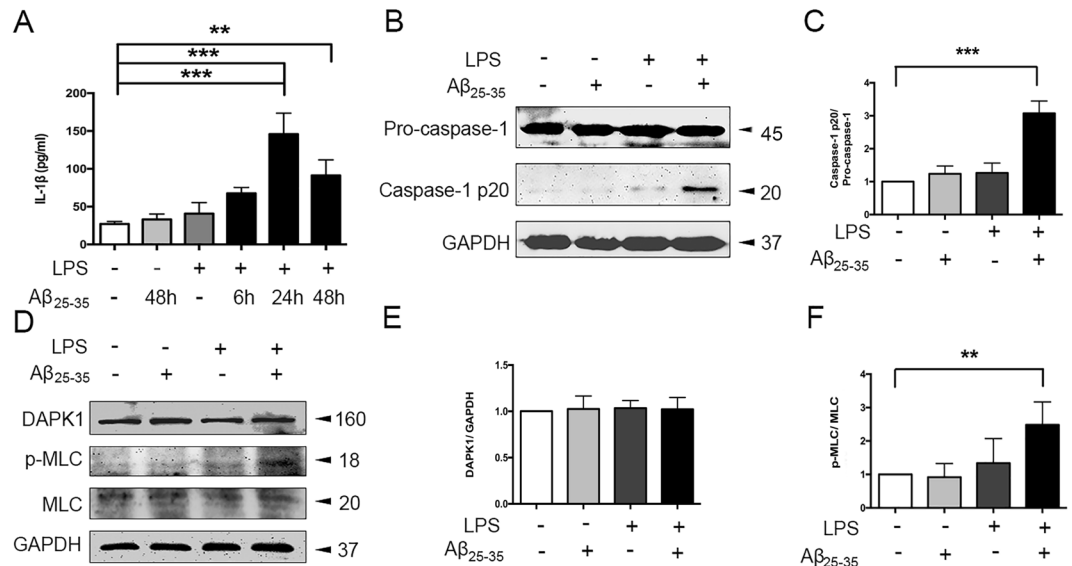 A
**
***
***
200
150
100
50
0
IL-1β (pg/ml)
LPS - - + + + +
Aβ25-35 - 48h - 6h 24h 48h
B
LPS - - + +
Aβ25-35 - + - +
Pro-caspase-1 45
Caspase-1 p20 20
GAPDH 37
C
***
4
3
2
1
0
Caspase-1 p20/
Pro-caspase-1
LPS - - + +
Aβ25-35 - + - +
D
LPS - - + +
Aβ25-35 - + - +
DAPK1 160
p-MLC 18
MLC 20
GAPDH 37
E
1.5
1.0
0.5
0.0
DAPK1/ GAPDH
LPS - - + +
Aβ25-35 - + - +
F
**
4
3
2
1
0
p-MLC/ MLC
LPS - - + +
Aβ25-35 - + - +